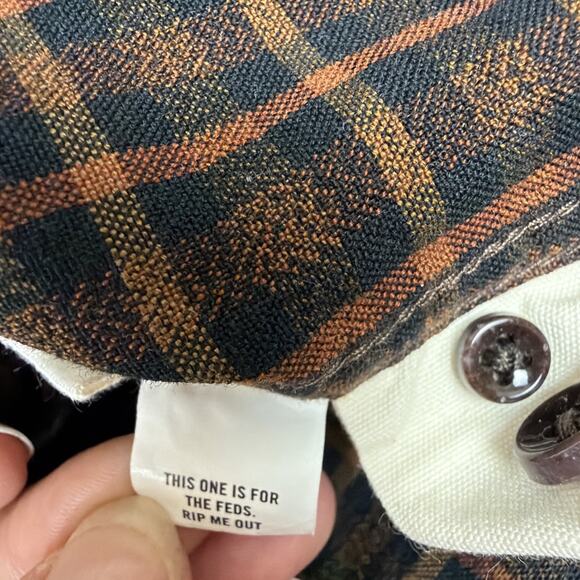 THIS ONE IS FOR
THE FEDS.
RIP ME OUT